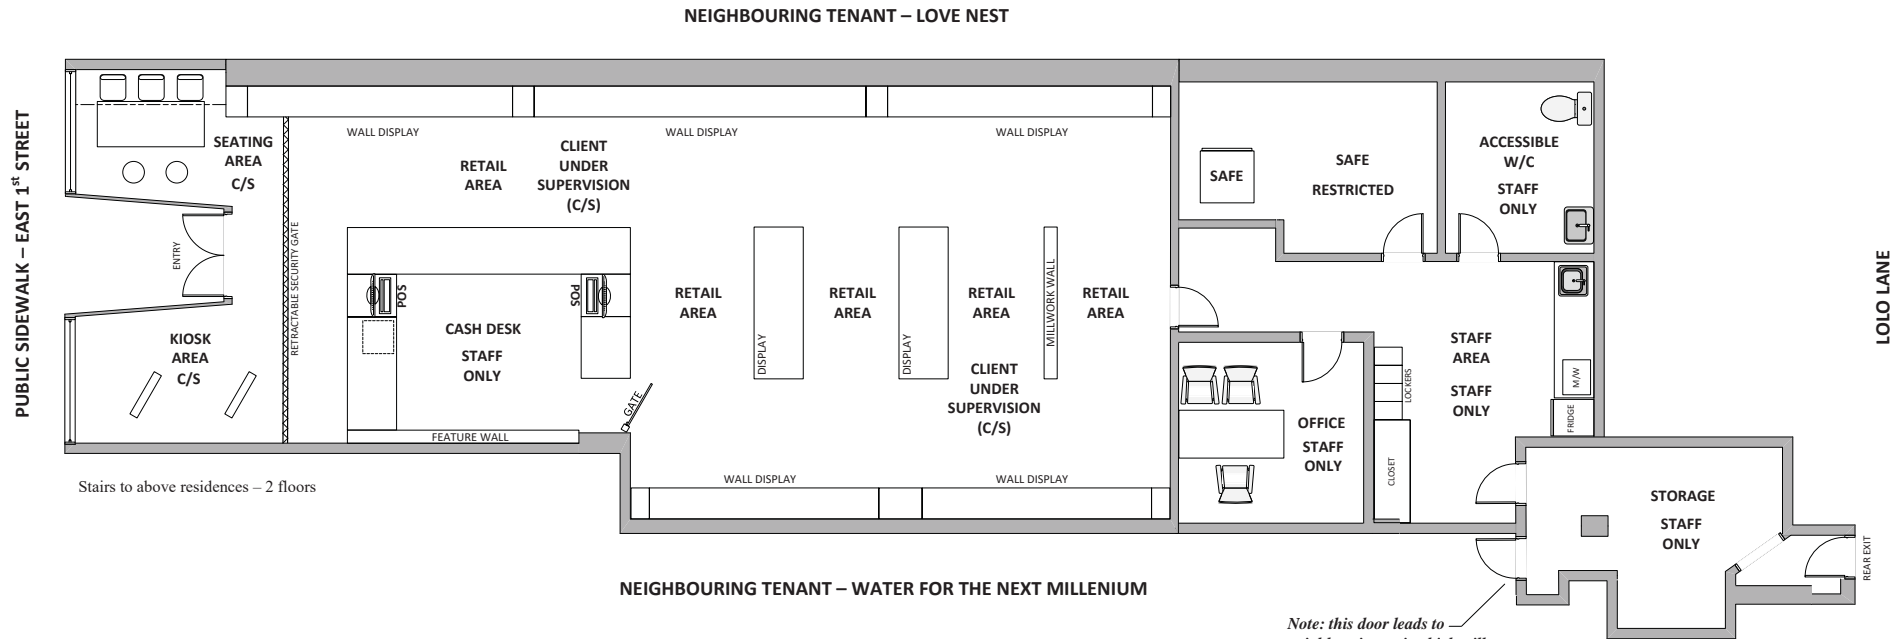 NEIGHBOURING TENANT – LOVE NEST
PUBLIC SIDEWALK – EAST 1st STREET
SEATING
AREA
C/S
ENTRY
KIOSK
AREA
C/S
RETRACTABLE SECURITY GATE
WALL DISPLAY
WALL DISPLAY
WALL DISPLAY
RETAIL
AREA
CLIENT
UNDER
SUPERVISION
(C/S)
POS
POS
CASH DESK
STAFF
ONLY
GATE
FEATURE WALL
RETAIL
AREA
DISPLAY
RETAIL
AREA
DISPLAY
RETAIL
AREA
MILLWORK WALL
RETAIL
AREA
CLIENT
UNDER
SUPERVISION
(C/S)
WALL DISPLAY
WALL DISPLAY
SAFE
SAFE
RESTRICTED
ACCESSIBLE
W/C
STAFF
ONLY
STAFF
AREA
STAFF
ONLY
LOCKERS
CLOSET
M/W
FRIDGE
OFFICE
STAFF
ONLY
STORAGE
STAFF
ONLY
REAR EXIT
LOLO LANE
Stairs to above residences – 2 floors
NEIGHBOURING TENANT – WATER FOR THE NEXT MILLENIUM
Note: this door leads to